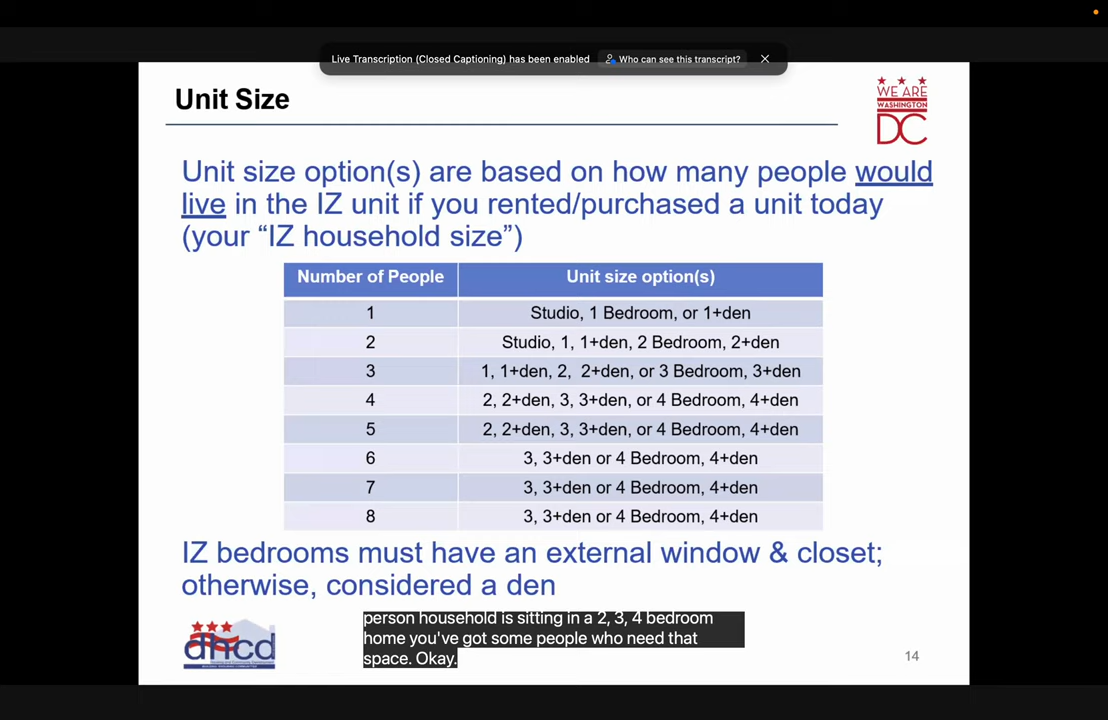 Live Transcription (Closed Captioning) has been enabled Who can see this transcript?
Unit Size
WE ARE
WASHINGTON
DC
Unit size option(s) are based on how many people would
live in the IZ unit if you rented/purchased a unit today
(your “IZ household size”)
Number of People Unit size option(s)
1 Studio, 1 Bedroom, or 1+den
2 Studio, 1, 1+den, 2 Bedroom, 2+den
3 1, 1+den, 2, 2+den, or 3 Bedroom, 3+den
4 2, 2+den, 3, 3+den, or 4 Bedroom, 4+den
5 2, 2+den, 3, 3+den, or 4 Bedroom, 4+den
6 3, 3+den or 4 Bedroom, 4+den
7 3, 3+den or 4 Bedroom, 4+den
8 3, 3+den or 4 Bedroom, 4+den
IZ bedrooms must have an external window & closet;
otherwise, considered a den
person household is sitting in a 2, 3, 4 bedroom
home you've got some people who need that
space. Okay.
dhcd
14